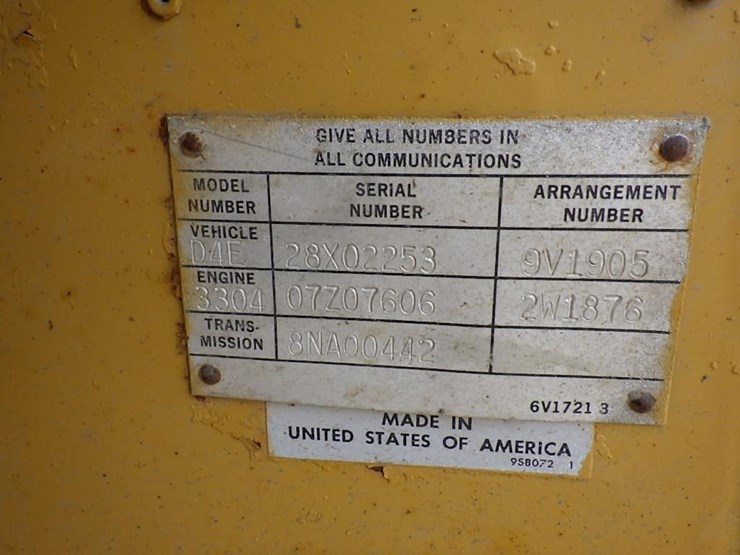 GIVE ALL NUMBERS IN
ALL COMMUNICATIONS
MODEL NUMBER SERIAL NUMBER ARRANGEMENT NUMBER
VEHICLE
D4E 28X02253 9V1905
ENGINE
3304 07Z07606 2W1876
TRANS-
MISSION 8NA00442
6V1721 3
MADE IN
UNITED STATES OF AMERICA
9S8072 1